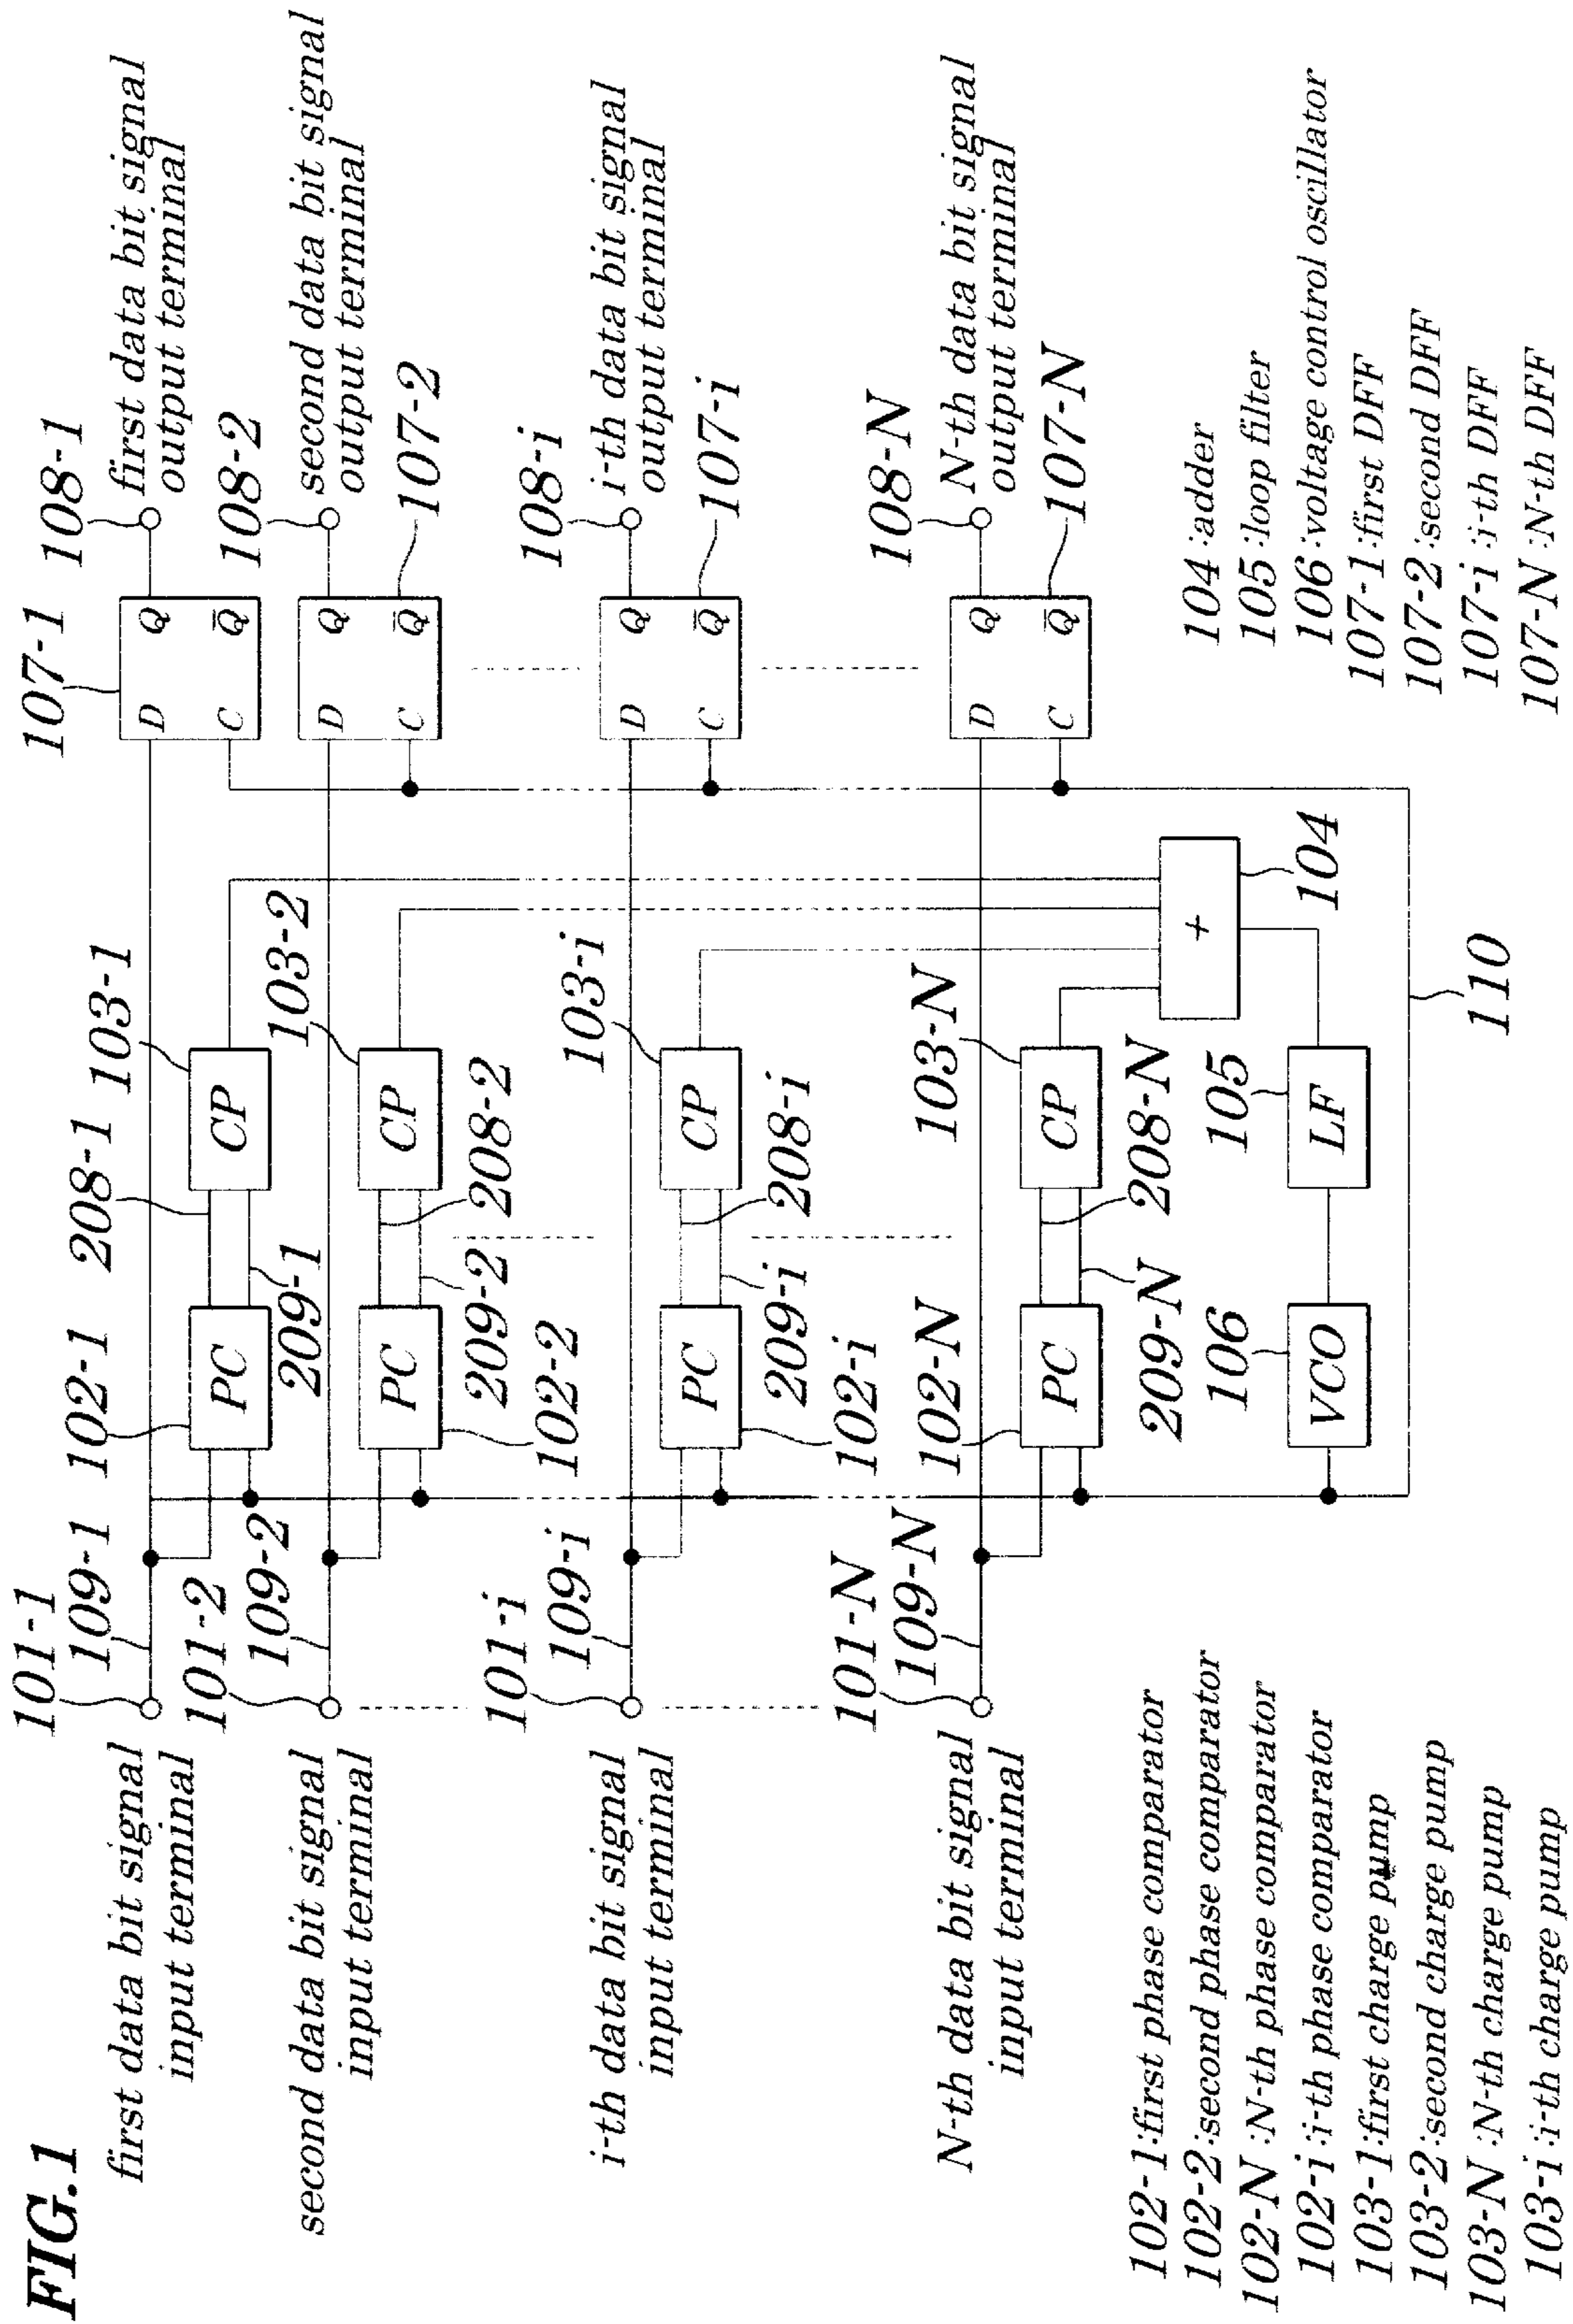 FIG.1
101-1
109-1
102-1
208-1
103-1
107-1
108-1
first data bit signal
input terminal
PC
CP
D
Q
C
Q̅
first data bit signal
output terminal
209-1
101-2
109-2
103-2
108-2
second data bit signal
input terminal
PC
CP
D
Q
C
Q̅
second data bit signal
output terminal
209-2
208-2
102-2
107-2
101-i
109-i
103-i
108-i
i-th data bit signal
input terminal
PC
CP
D
Q
C
Q̅
i-th data bit signal
output terminal
209-i
208-i
102-i
107-i
101-N
109-N
102-N
103-N
108-N
N-th data bit signal
input terminal
PC
CP
D
Q
C
Q̅
N-th data bit signal
output terminal
209-N
208-N
107-N
+
104
106
105
VCO
LF
110
102-1:first phase comparator
102-2:second phase comparator
102-N:N-th phase comparator
102-i:i-th phase comparator
103-1:first charge pump
103-2:second charge pump
103-N:N-th charge pump
103-i:i-th charge pump
104:adder
105:loop filter
106:voltage control oscillator
107-1:first DFF
107-2:second DFF
107-i:i-th DFF
107-N:N-th DFF